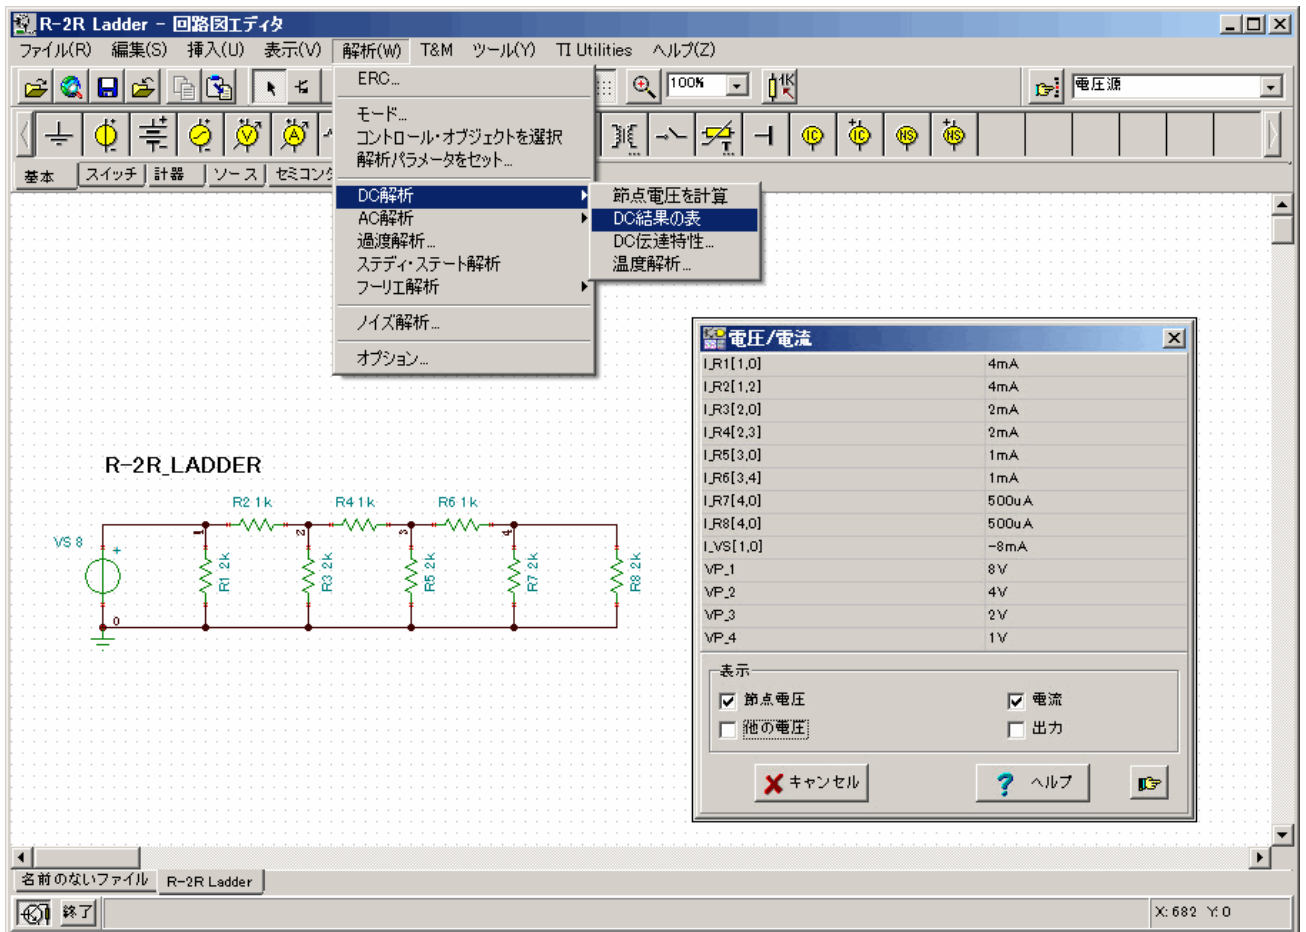 R-2R Ladder - 回路図エディタ
ファイル(R) 編集(S) 挿入(U) 表示(V) 解析(W) T&M ツール(Y) TI Utilities ヘルプ(Z)
100%
1K
電圧源
IC
IC
NS
NS
基本 スイッチ 計器 ソース セミコン
ERC...
モード...
コントロール・オブジェクトを選択
解析パラメータをセット...
DC解析
AC解析
過渡解析...
ステディ・ステート解析
フーリエ解析
ノイズ解析...
オプション...
節点電圧を計算
DC結果の表
DC伝達特性...
温度解析...
R-2R_LADDER
R2 1k R4 1k R6 1k
1 2 3 4
VS 8
+
R1 2k R3 2k R5 2k R7 2k R8 2k
0
電圧/電流
I_R1[1,0] 4mA
I_R2[1,2] 4mA
I_R3[2,0] 2mA
I_R4[2,3] 2mA
I_R5[3,0] 1mA
I_R6[3,4] 1mA
I_R7[4,0] 500uA
I_R8[4,0] 500uA
I_VS[1,0] -8mA
VP_1 8V
VP_2 4V
VP_3 2V
VP_4 1V
表示
節点電圧 電流
他の電圧 出力
キャンセル ヘルプ
名前のないファイル R-2R Ladder
終了
X: 682 Y: 0